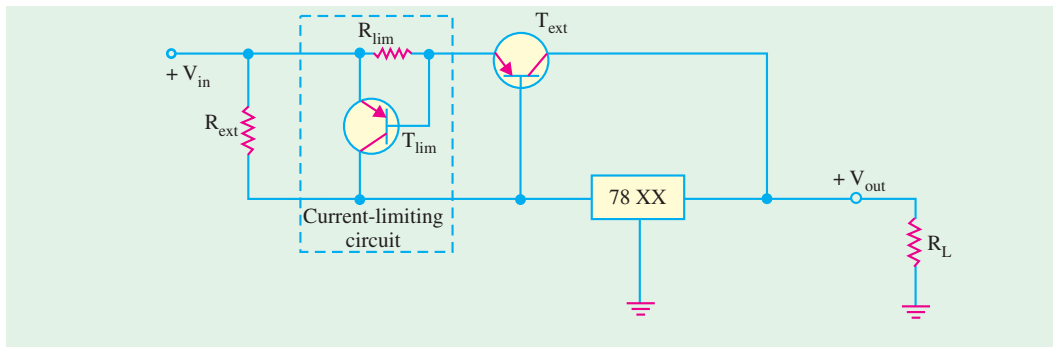 R_lim
T_ext
+ V_in
R_ext
T_lim
78 XX
+ V_out
Current-limiting
circuit
R_L